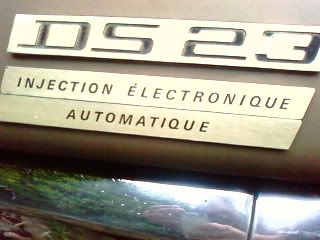 DS 23
INJECTION ÉLECTRONIQUE
AUTOMATIQUE